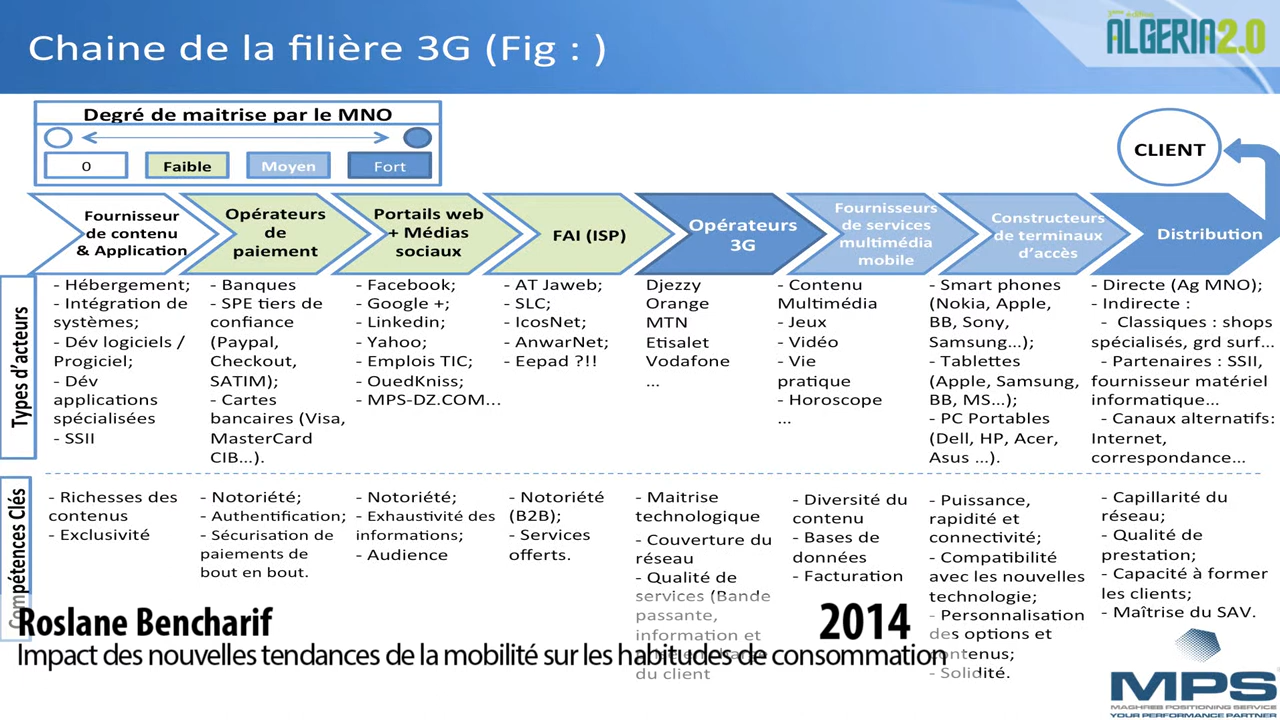 Chaine de la filière 3G (Fig : )
3ème édition
ALGERIA2.0
Degré de maitrise par le MNO
0
Faible
Moyen
Fort
CLIENT
Fournisseur
de contenu
& Application
Opérateurs
de
paiement
Portails web
+ Médias
sociaux
FAI (ISP)
Opérateurs
3G
Fournisseurs
de services
multimédia
mobile
Constructeurs
de terminaux
d'accès
Distribution
Types d'acteurs
- Hébergement;
- Intégration de
systèmes;
- Dév logiciels /
Progiciel;
- Dév
applications
spécialisées
- SSII
- Banques
- SPE tiers de
confiance
(Paypal,
Checkout,
SATIM);
- Cartes
bancaires (Visa,
MasterCard
CIB...).
- Facebook;
- Google +;
- Linkedin;
- Yahoo;
- Emplois TIC;
- OuedKniss;
- MPS-DZ.COM...
- AT Jaweb;
- SLC;
- IcosNet;
- AnwarNet;
- Eepad ?!!
Djezzy
Orange
MTN
Etisalet
Vodafone
...
- Contenu
Multimédia
- Jeux
- Vidéo
- Vie
pratique
- Horoscope
...
- Smart phones
(Nokia, Apple,
BB, Sony,
Samsung...);
- Tablettes
(Apple, Samsung,
BB, MS...);
- PC Portables
(Dell, HP, Acer,
Asus ...).
- Directe (Ag MNO);
- Indirecte :
- Classiques : shops
spécialisés, grd surf...
- Partenaires : SSII,
fournisseur matériel
informatique...
- Canaux alternatifs:
Internet,
correspondance...
Compétences Clés
- Richesses des
contenus
- Exclusivité
- Notoriété;
- Authentification;
- Sécurisation de
paiements de
bout en bout.
- Notoriété;
- Exhaustivité des
informations;
- Audience
- Notoriété
(B2B);
- Services
offerts.
- Maitrise
technologique
- Couverture du
réseau
- Qualité de
services (Bande
passante,
information et
du client
- Diversité du
contenu
- Bases de
données
- Facturation
- Puissance,
rapidité et
connectivité;
- Compatibilité
avec les nouvelles
technologie;
- Personnalisation
des options et
contenus;
- Solidité.
- Capillarité du
réseau;
- Qualité de
prestation;
- Capacité à former
les clients;
- Maîtrise du SAV.
Roslane Bencharif
2014
Impact des nouvelles tendances de la mobilité sur les habitudes de consommation
MPS
MAGHREB POSITIONING SERVICE
YOUR PERFORMANCE PARTNER